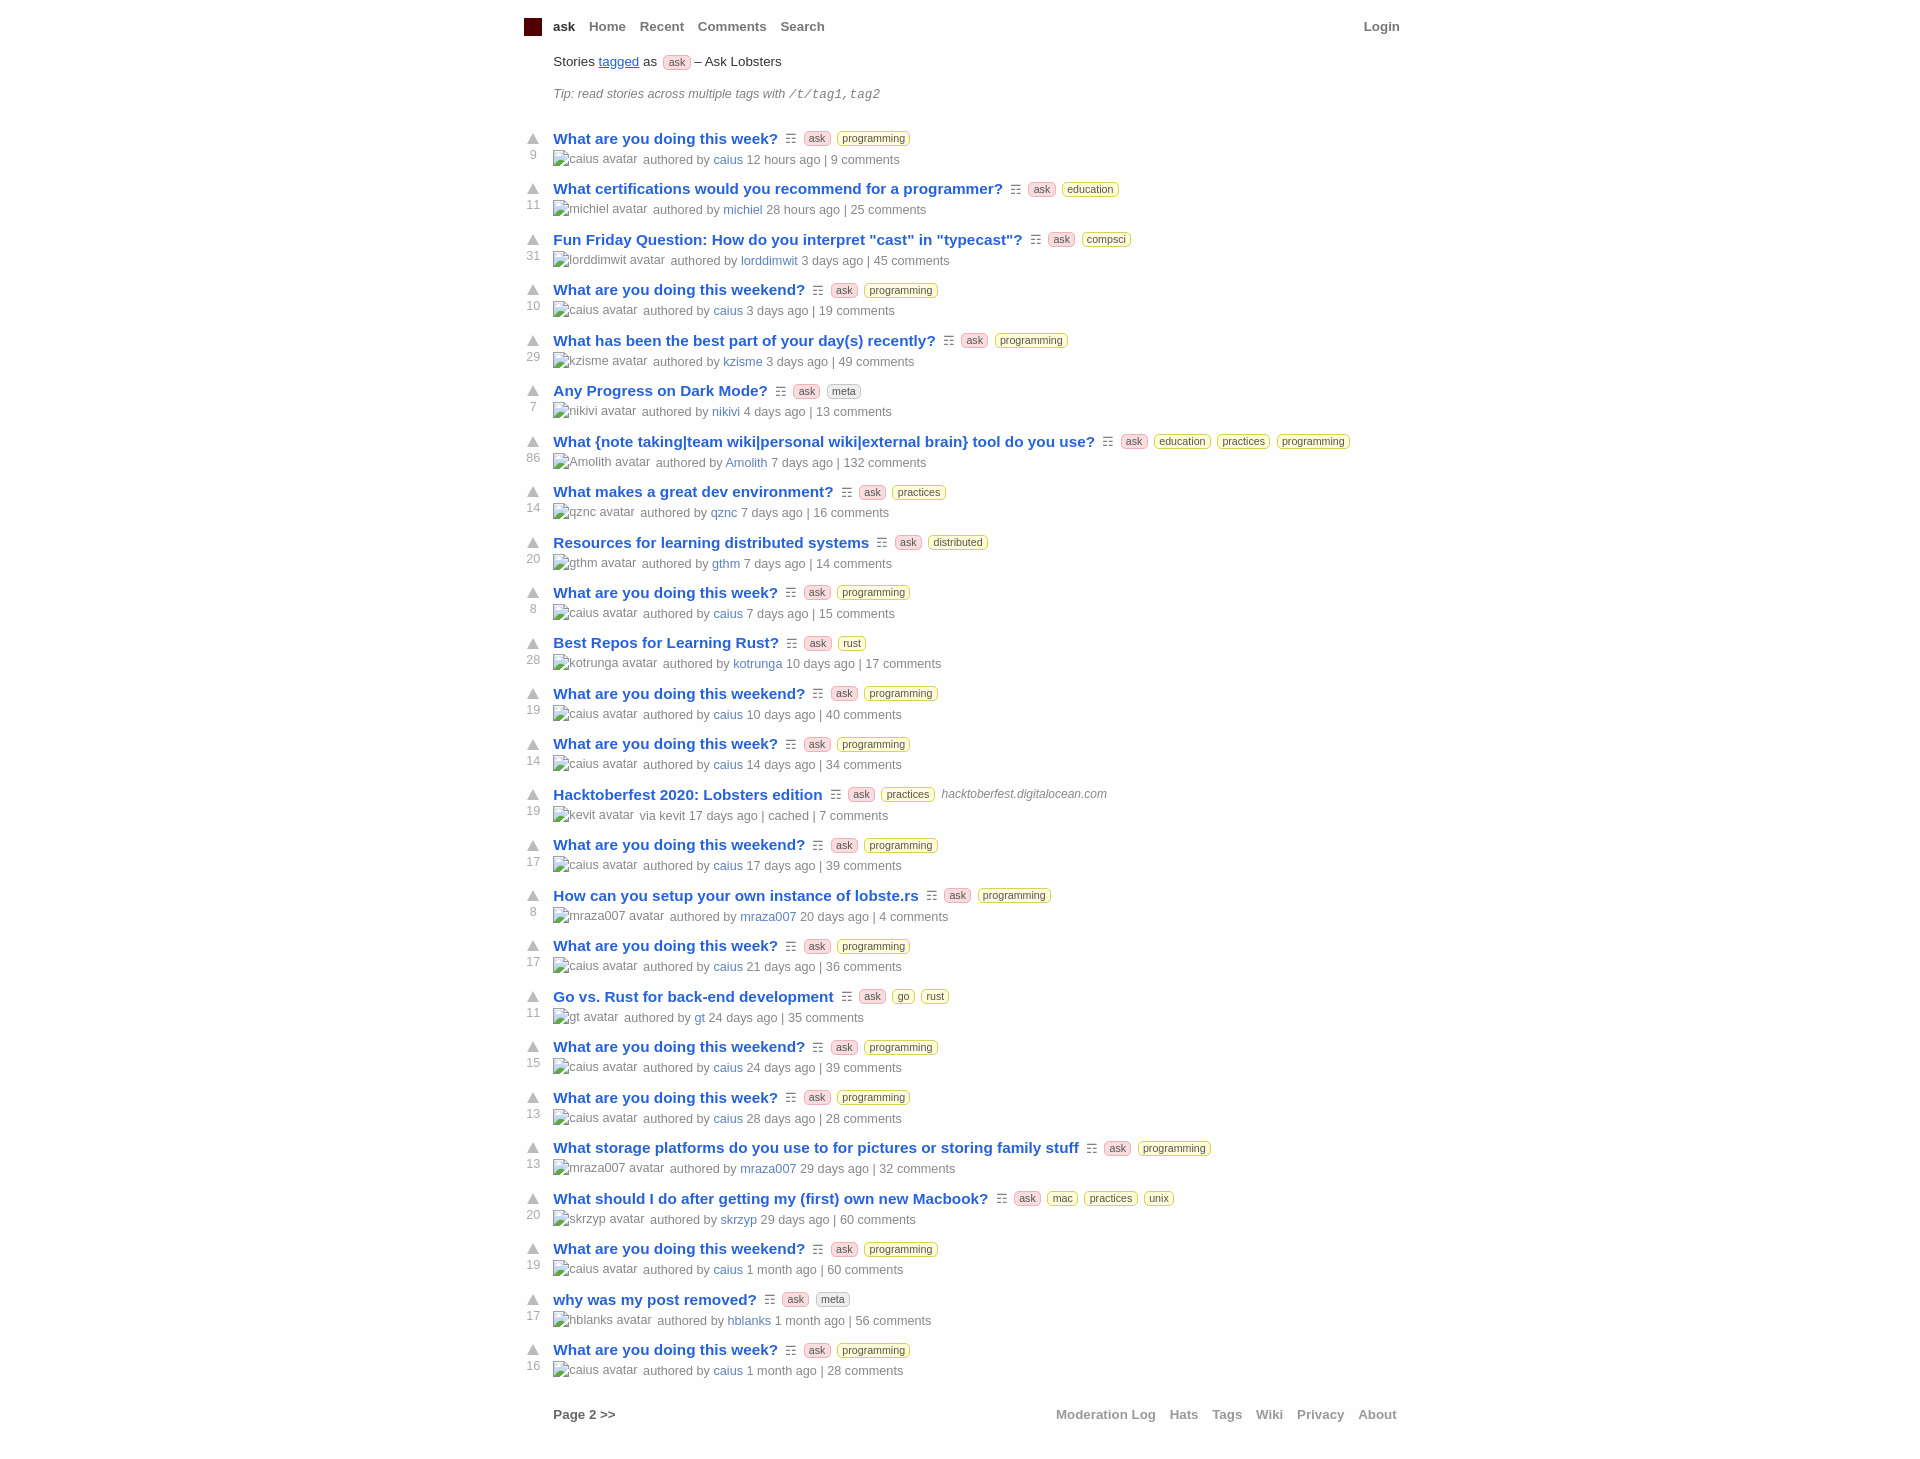 ask Home Recent Comments Search Login
Stories tagged as ask – Ask Lobsters
Tip: read stories across multiple tags with /t/tag1,tag2
What are you doing this week? ☶ ask programming
9 caius avatar authored by caius 12 hours ago | 9 comments
What certifications would you recommend for a programmer? ☶ ask education
11 michiel avatar authored by michiel 28 hours ago | 25 comments
Fun Friday Question: How do you interpret "cast" in "typecast"? ☶ ask compsci
31 lorddimwit avatar authored by lorddimwit 3 days ago | 45 comments
What are you doing this weekend? ☶ ask programming
10 caius avatar authored by caius 3 days ago | 19 comments
What has been the best part of your day(s) recently? ☶ ask programming
29 kzisme avatar authored by kzisme 3 days ago | 49 comments
Any Progress on Dark Mode? ☶ ask meta
7 nikivi avatar authored by nikivi 4 days ago | 13 comments
What {note taking|team wiki|personal wiki|external brain} tool do you use? ☶ ask education practices programming
86 Amolith avatar authored by Amolith 7 days ago | 132 comments
What makes a great dev environment? ☶ ask practices
14 qznc avatar authored by qznc 7 days ago | 16 comments
Resources for learning distributed systems ☶ ask distributed
20 gthm avatar authored by gthm 7 days ago | 14 comments
What are you doing this week? ☶ ask programming
8 caius avatar authored by caius 7 days ago | 15 comments
Best Repos for Learning Rust? ☶ ask rust
28 kotrunga avatar authored by kotrunga 10 days ago | 17 comments
What are you doing this weekend? ☶ ask programming
19 caius avatar authored by caius 10 days ago | 40 comments
What are you doing this week? ☶ ask programming
14 caius avatar authored by caius 14 days ago | 34 comments
Hacktoberfest 2020: Lobsters edition ☶ ask practices hacktoberfest.digitalocean.com
19 kevit avatar via kevit 17 days ago | cached | 7 comments
What are you doing this weekend? ☶ ask programming
17 caius avatar authored by caius 17 days ago | 39 comments
How can you setup your own instance of lobste.rs ☶ ask programming
8 mraza007 avatar authored by mraza007 20 days ago | 4 comments
What are you doing this week? ☶ ask programming
17 caius avatar authored by caius 21 days ago | 36 comments
Go vs. Rust for back-end development ☶ ask go rust
11 gt avatar authored by gt 24 days ago | 35 comments
What are you doing this weekend? ☶ ask programming
15 caius avatar authored by caius 24 days ago | 39 comments
What are you doing this week? ☶ ask programming
13 caius avatar authored by caius 28 days ago | 28 comments
What storage platforms do you use to for pictures or storing family stuff ☶ ask programming
13 mraza007 avatar authored by mraza007 29 days ago | 32 comments
What should I do after getting my (first) own new Macbook? ☶ ask mac practices unix
20 skrzyp avatar authored by skrzyp 29 days ago | 60 comments
What are you doing this weekend? ☶ ask programming
19 caius avatar authored by caius 1 month ago | 60 comments
why was my post removed? ☶ ask meta
17 hblanks avatar authored by hblanks 1 month ago | 56 comments
What are you doing this week? ☶ ask programming
16 caius avatar authored by caius 1 month ago | 28 comments
Page 2 >> Moderation Log Hats Tags Wiki Privacy About